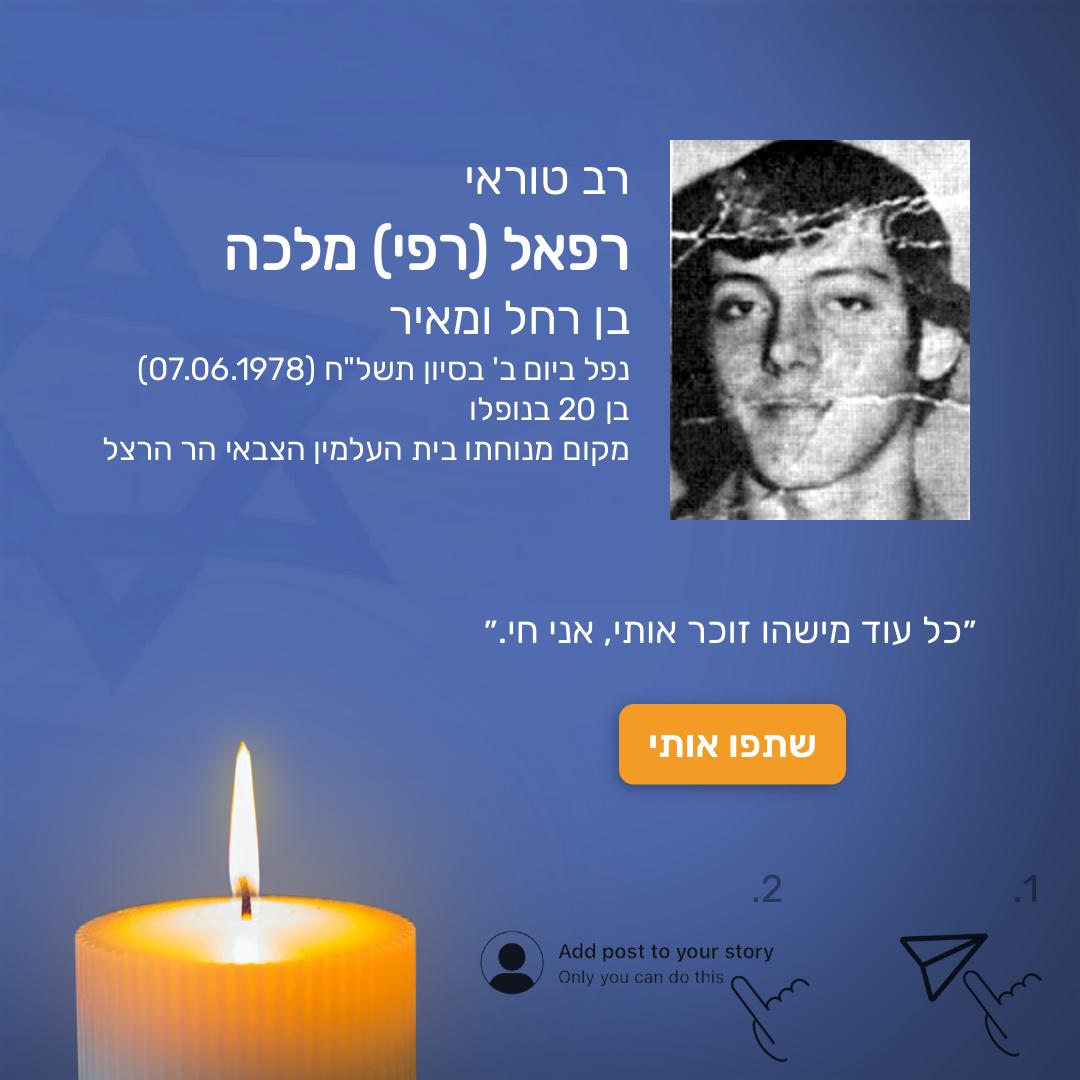 רב טוראי
רפאל (רפי) מלכה
בן רחל ומאיר
נפל ביום ב' בסיון תשל"ח (07.06.1978)
בן 20 בנופלו
מקום מנוחתו בית העלמין הצבאי הר הרצל
״כל עוד מישהו זוכר אותי, אני חי.״
שתפו אותי
1.
2.
Add post to your story
Only you can do this